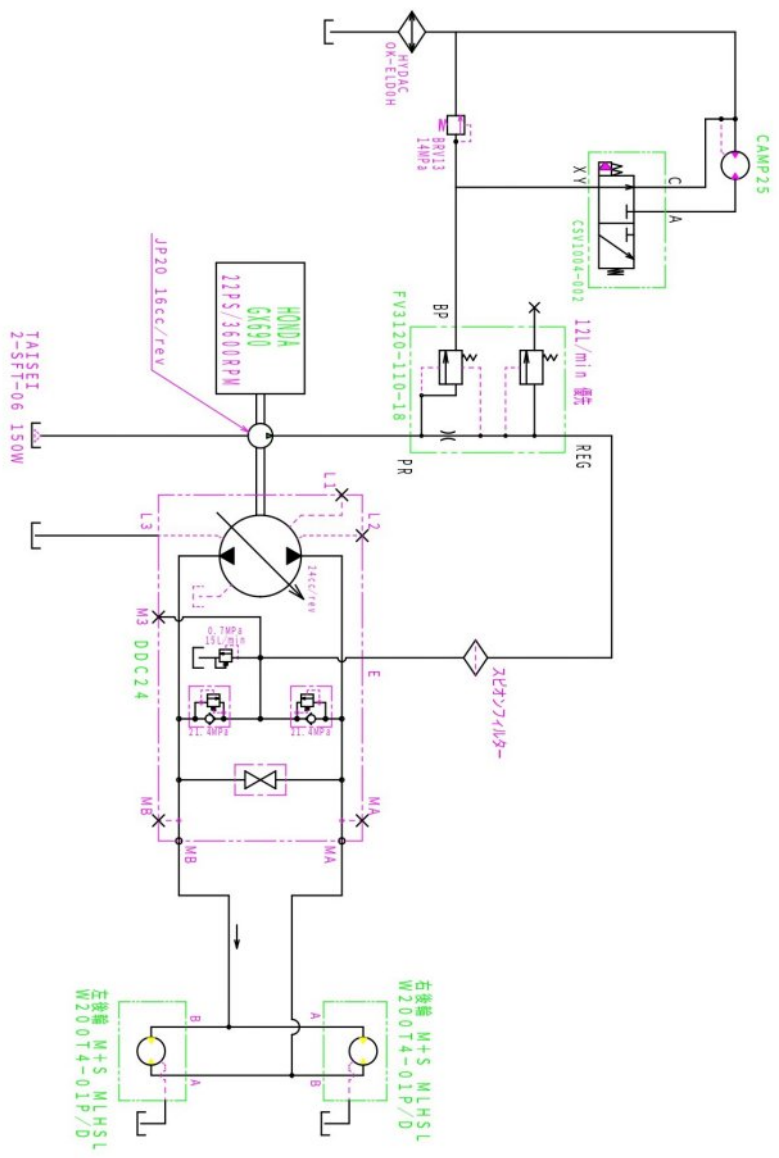 HYDAC
OK-ELD0H
BRV13
14MPa
CAMP25
X Y
C
A
CSV1004-002
HONDA
GX690
22PS/3600RPM
JP20 16cc/rev
TAISEI
2-SFT-06 150W
FV3120-110-18
BP
12L/min 優先
PR
REG
L1
L2
L3
24cc/rev
M3
0.7MPa
15L/min
DDC24
E
スピオンフィルター
21.4MPa
21.4MPa
MB
MA
MB
MA
B
A
A
B
左後輪 M+S MLHSL
W200T4-01P/D
右後輪 M+S MLHSL
W200T4-01P/D